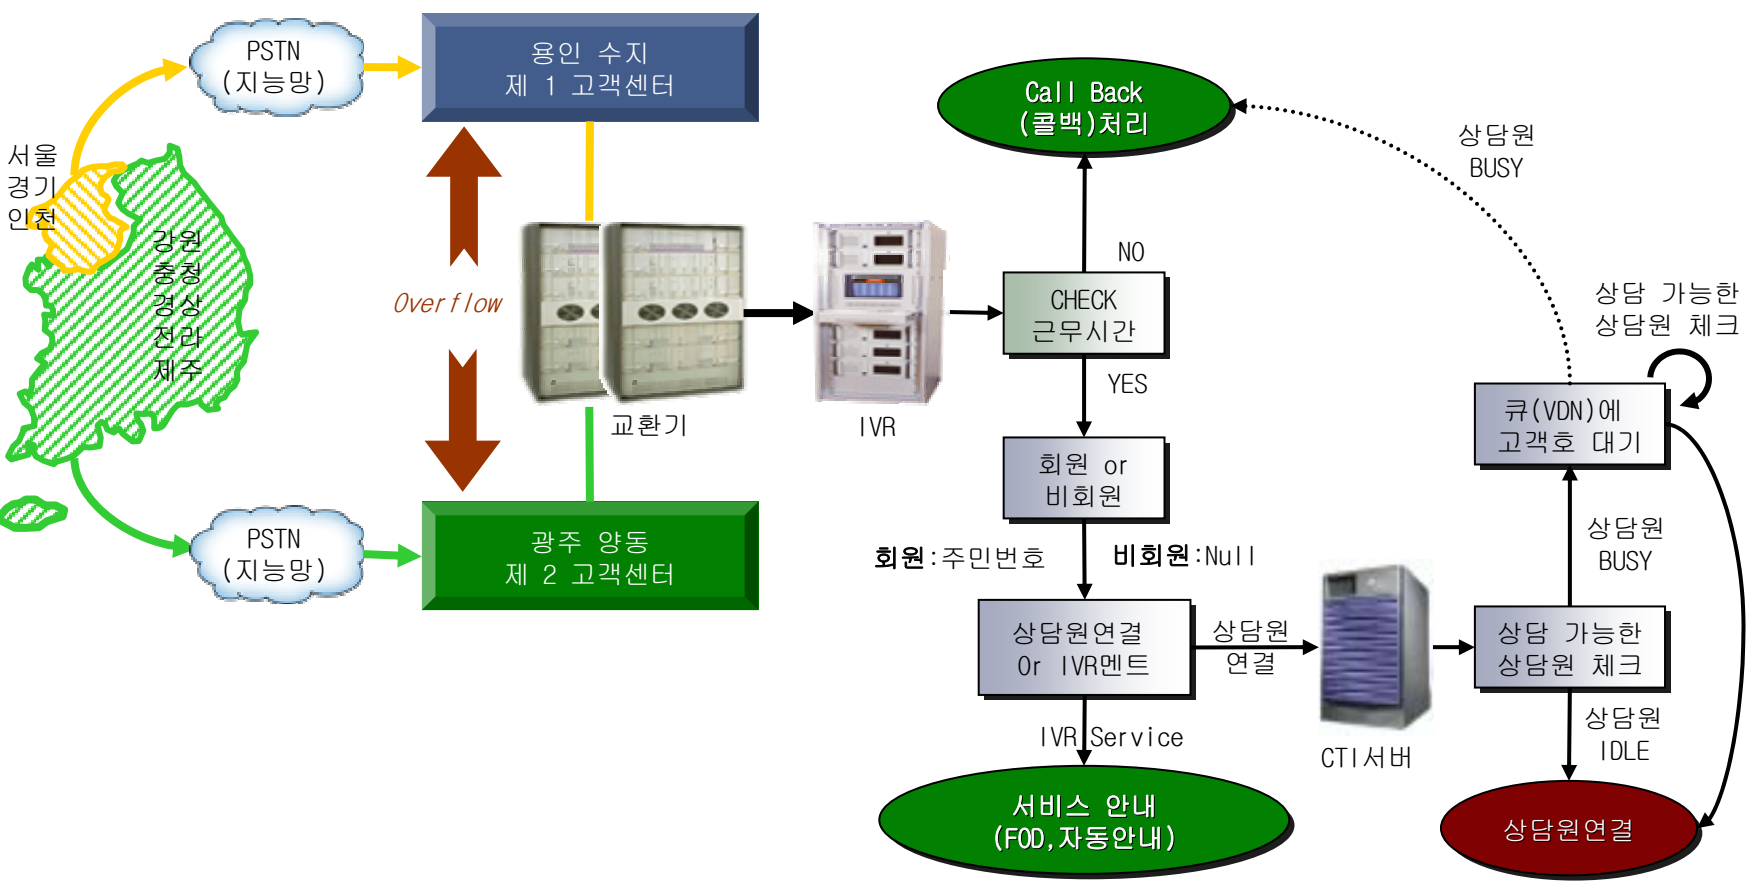 PSTN
(지능망)
용인 수지
제 1 고객센터
서울
경기
인천
강원
충청
경상
전라
제주
Overflow
PSTN
(지능망)
광주 양동
제 2 고객센터
교환기
IVR
Call Back
(콜백)처리
NO
CHECK
근무시간
YES
회원 or
비회원
회원:주민번호
비회원:Null
상담원연결
Or IVR멘트
상담원
연결
IVR Service
서비스 안내
(FOD,자동안내)
CTI서버
상담원
BUSY
상담 가능한
상담원 체크
큐(VDN)에
고객호 대기
상담원
BUSY
상담 가능한
상담원 체크
상담원
IDLE
상담원연결